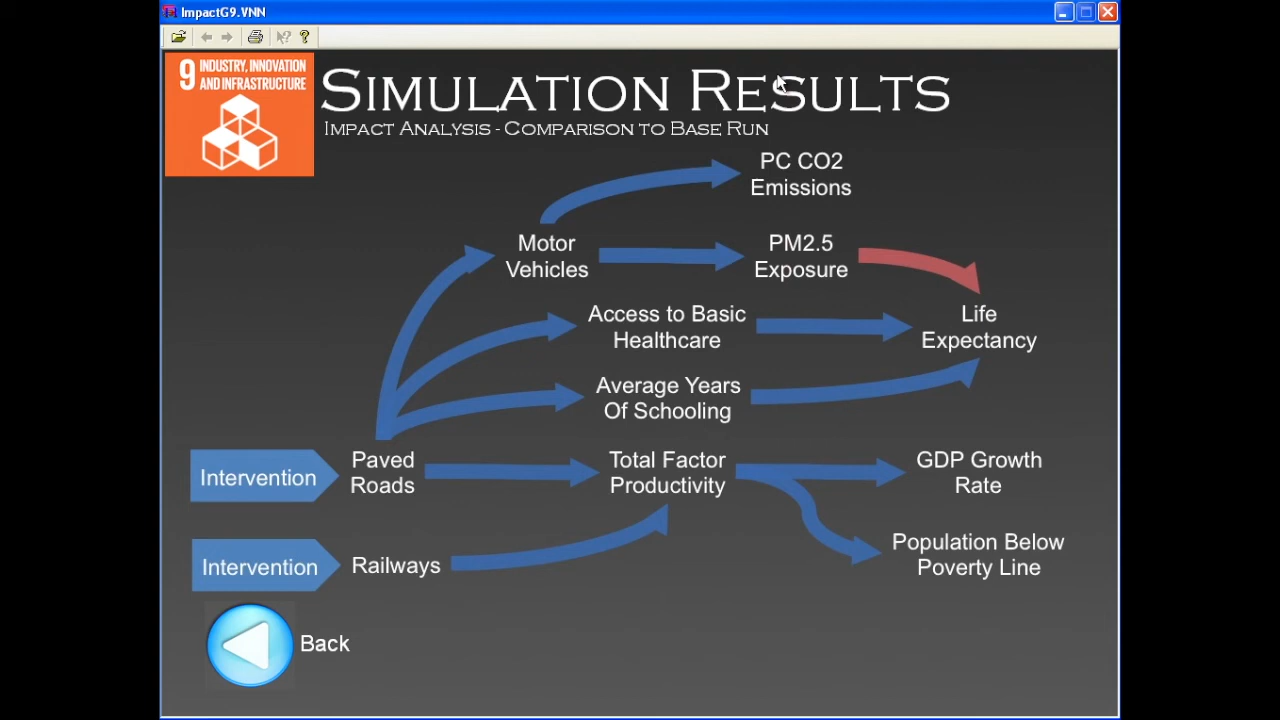 ImpactG9.VNN
9 INDUSTRY, INNOVATION
AND INFRASTRUCTURE
SIMULATION RESULTS
IMPACT ANALYSIS - COMPARISON TO BASE RUN
PC CO2
Emissions
Motor
Vehicles
PM2.5
Exposure
Access to Basic
Healthcare
Life
Expectancy
Average Years
Of Schooling
Intervention
Paved
Roads
Total Factor
Productivity
GDP Growth
Rate
Population Below
Poverty Line
Intervention
Railways
Back